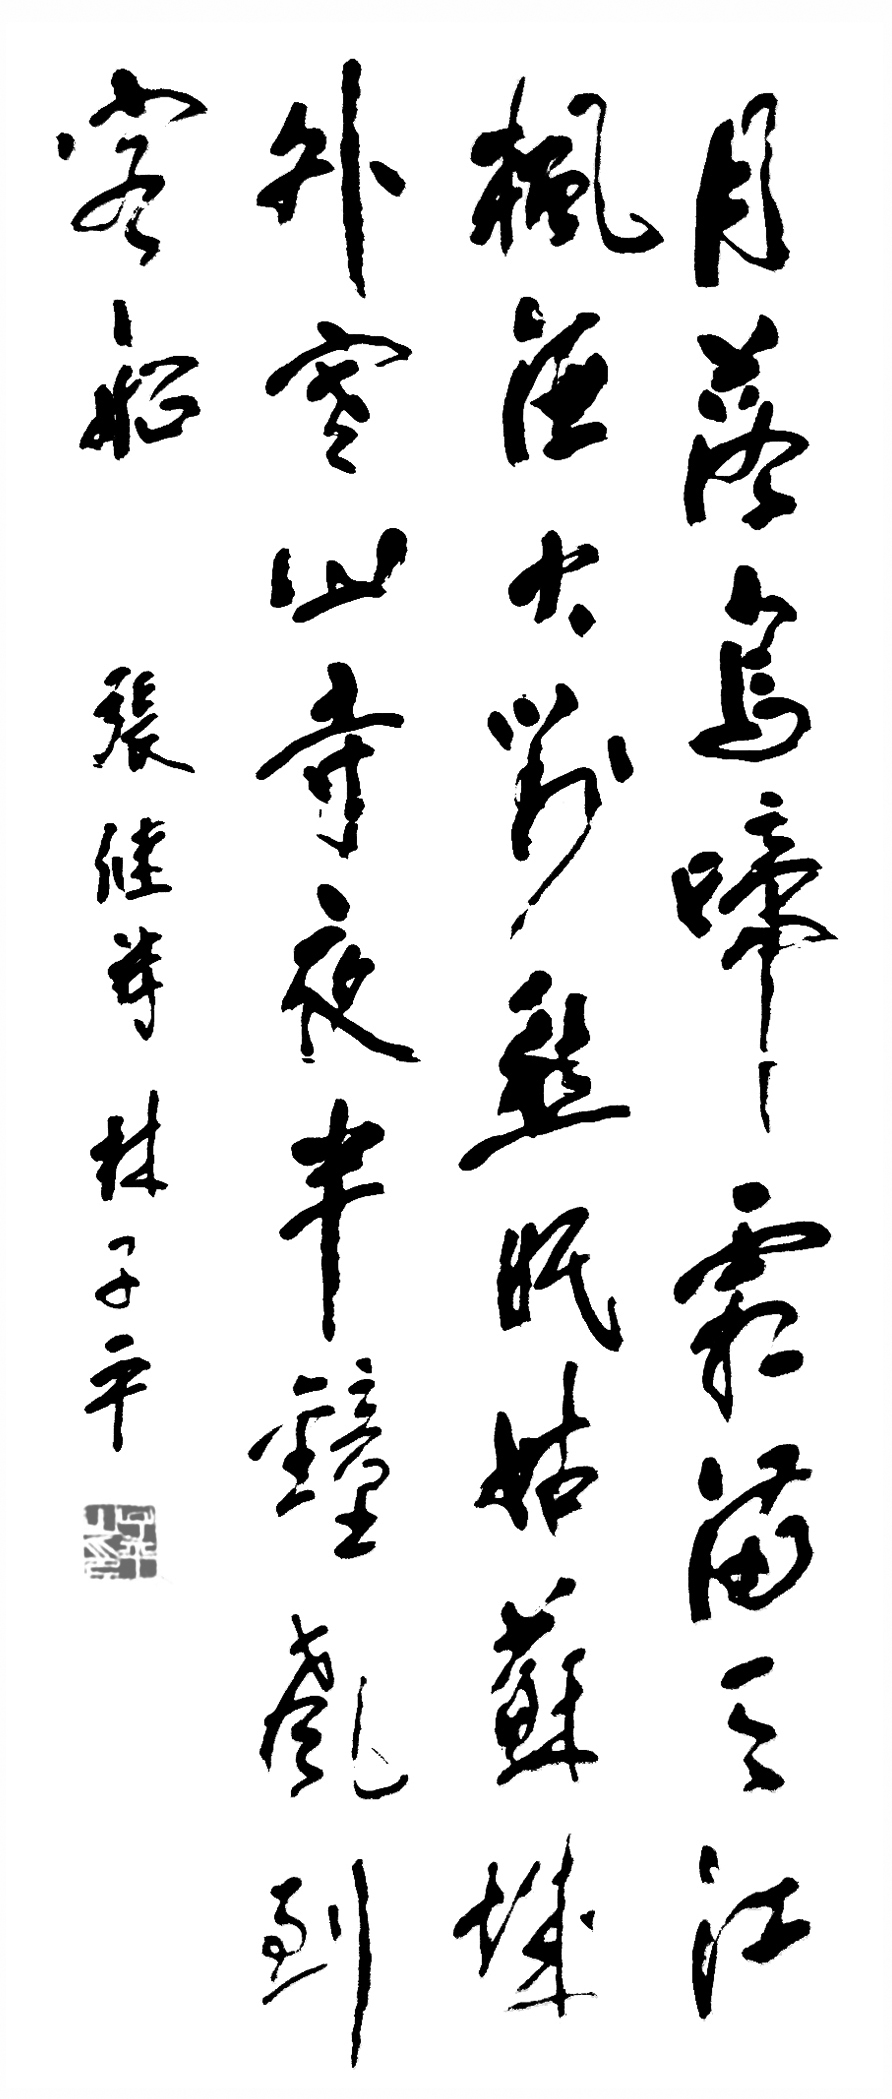 月落烏啼霜滿天江
楓漁火對愁眠姑蘇城
外寒山寺夜半鐘聲到
客船 張繼詩 林子平